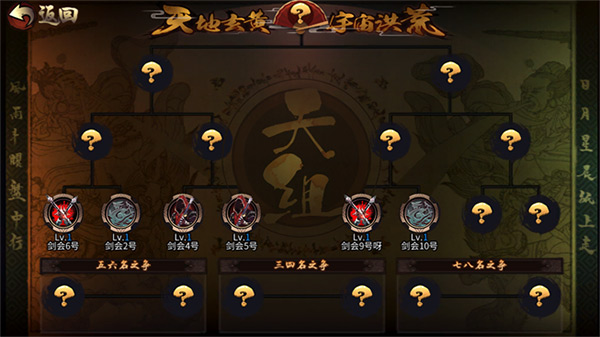 返回
天地玄黄
?
宇宙洪荒
? ?
? ? ? ?
天组
? ?
Lv.1 Lv.1 Lv.1 Lv.1 Lv.1 Lv.1
剑会6号 剑会2号 剑会4号 剑会5号 剑会9号呀 剑会10号
五六名之争 三四名之争 七八名之争
? ? ? ? ? ?
日月星辰紙上走